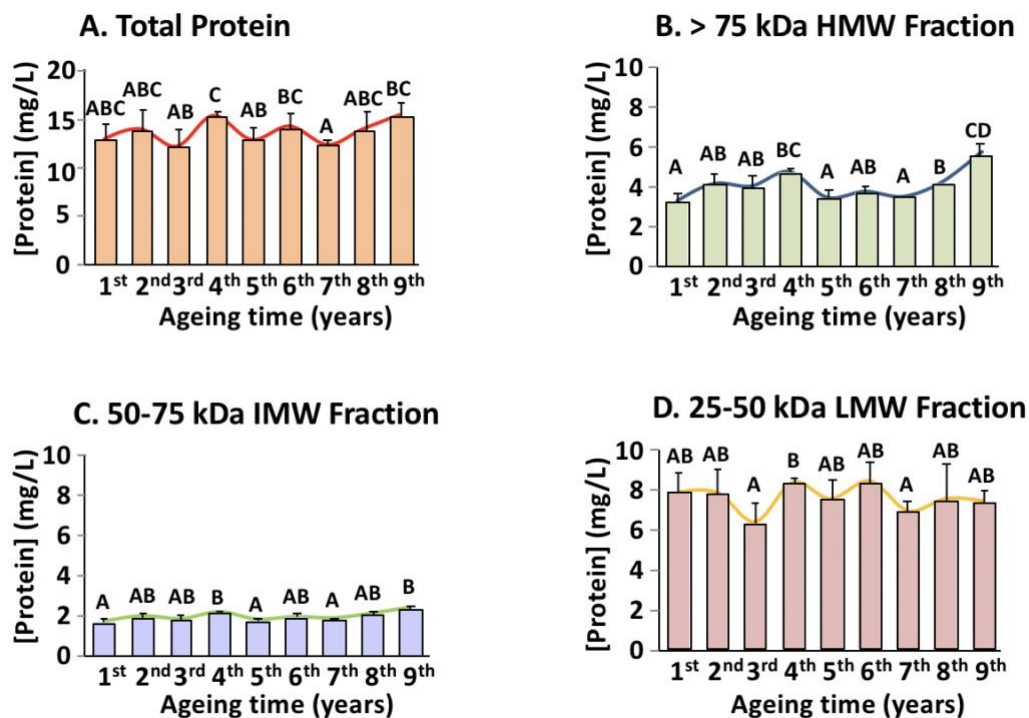 A. Total Protein
[Protein] (mg/L)
20
15
10
5
0
ABC ABC AB C AB BC A ABC BC
1st 2nd 3rd 4th 5th 6th 7th 8th 9th
Ageing time (years)
B. > 75 kDa HMW Fraction
[Protein] (mg/L)
10
8
6
4
2
0
A AB AB BC A AB A B CD
1st 2nd 3rd 4th 5th 6th 7th 8th 9th
Ageing time (years)
C. 50-75 kDa IMW Fraction
[Protein] (mg/L)
10
8
6
4
2
0
A AB AB B A AB A AB B
1st 2nd 3rd 4th 5th 6th 7th 8th 9th
Ageing time (years)
D. 25-50 kDa LMW Fraction
[Protein] (mg/L)
10
8
6
4
2
0
AB AB A B AB AB A AB AB
1st 2nd 3rd 4th 5th 6th 7th 8th 9th
Ageing time (years)